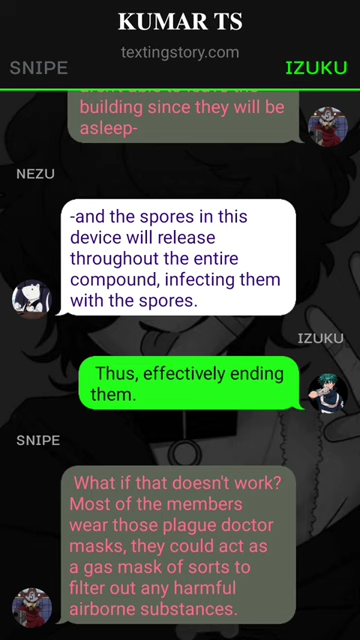 KUMAR TS
textingstory.com
SNIPE
IZUKU
building since they will be
asleep-
NEZU
-and the spores in this
device will release
throughout the entire
compound, infecting them
with the spores.
IZUKU
Thus, effectively ending
them.
SNIPE
What if that doesn't work?
Most of the members
wear those plague doctor
masks, they could act as
a gas mask of sorts to
filter out any harmful
airborne substances.